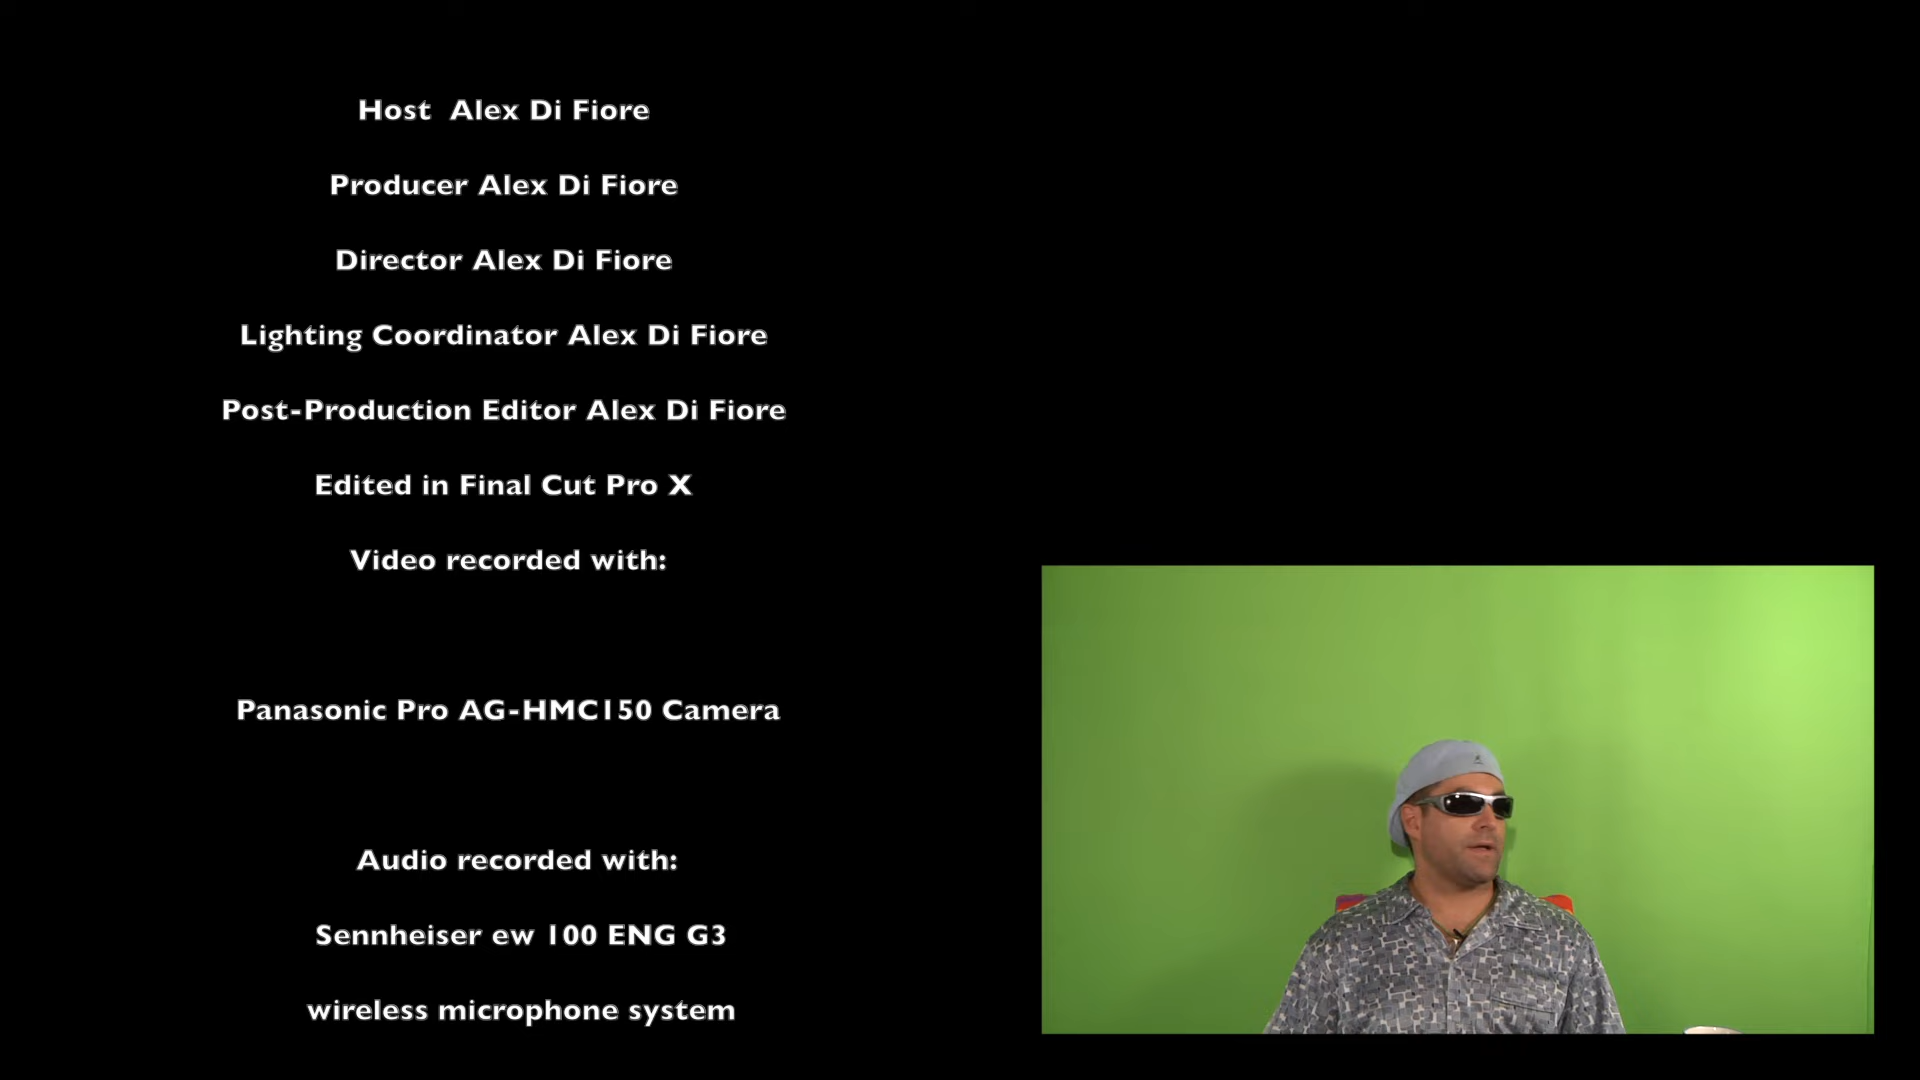 Host  Alex Di Fiore
Producer Alex Di Fiore
Director Alex Di Fiore
Lighting Coordinator Alex Di Fiore
Post-Production Editor Alex Di Fiore
Edited in Final Cut Pro X
Video recorded with:
Panasonic Pro AG-HMC150 Camera
Audio recorded with:
Sennheiser ew 100 ENG G3
wireless microphone system